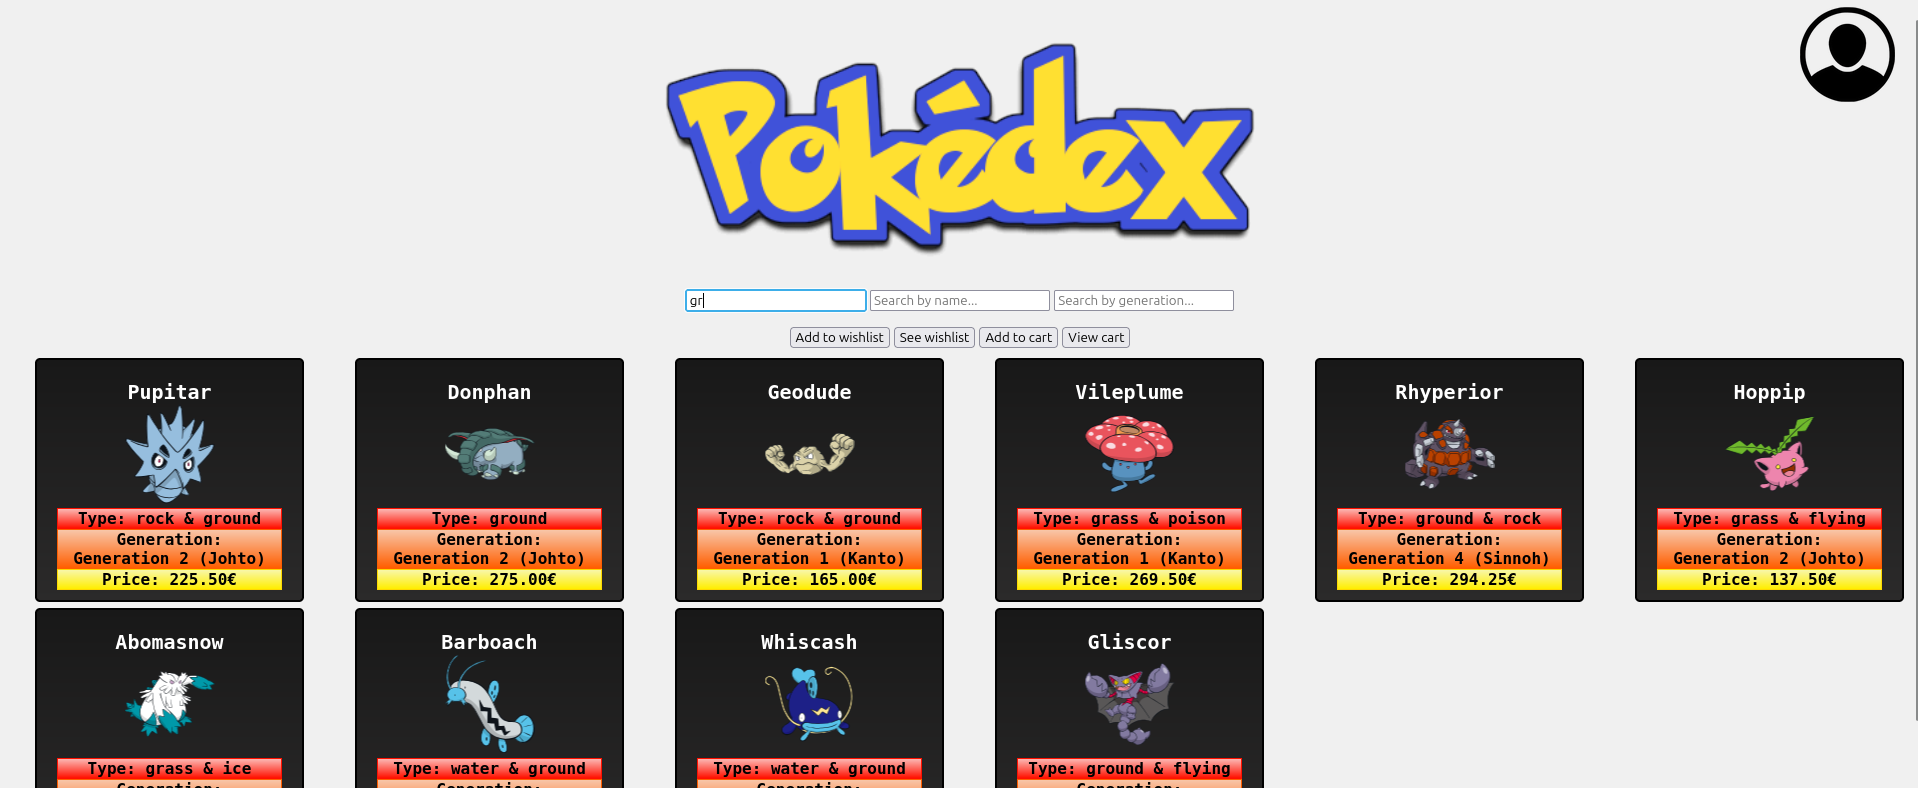 Pokédex
gr
Search by name...
Search by generation...
Add to wishlist
See wishlist
Add to cart
View cart
Pupitar
Type: rock & ground
Generation:
Generation 2 (Johto)
Price: 225.50€
Donphan
Type: ground
Generation:
Generation 2 (Johto)
Price: 275.00€
Geodude
Type: rock & ground
Generation:
Generation 1 (Kanto)
Price: 165.00€
Vileplume
Type: grass & poison
Generation:
Generation 1 (Kanto)
Price: 269.50€
Rhyperior
Type: ground & rock
Generation:
Generation 4 (Sinnoh)
Price: 294.25€
Hoppip
Type: grass & flying
Generation:
Generation 2 (Johto)
Price: 137.50€
Abomasnow
Type: grass & ice
Generation:
Barboach
Type: water & ground
Generation:
Whiscash
Type: water & ground
Generation:
Gliscor
Type: ground & flying
Generation: